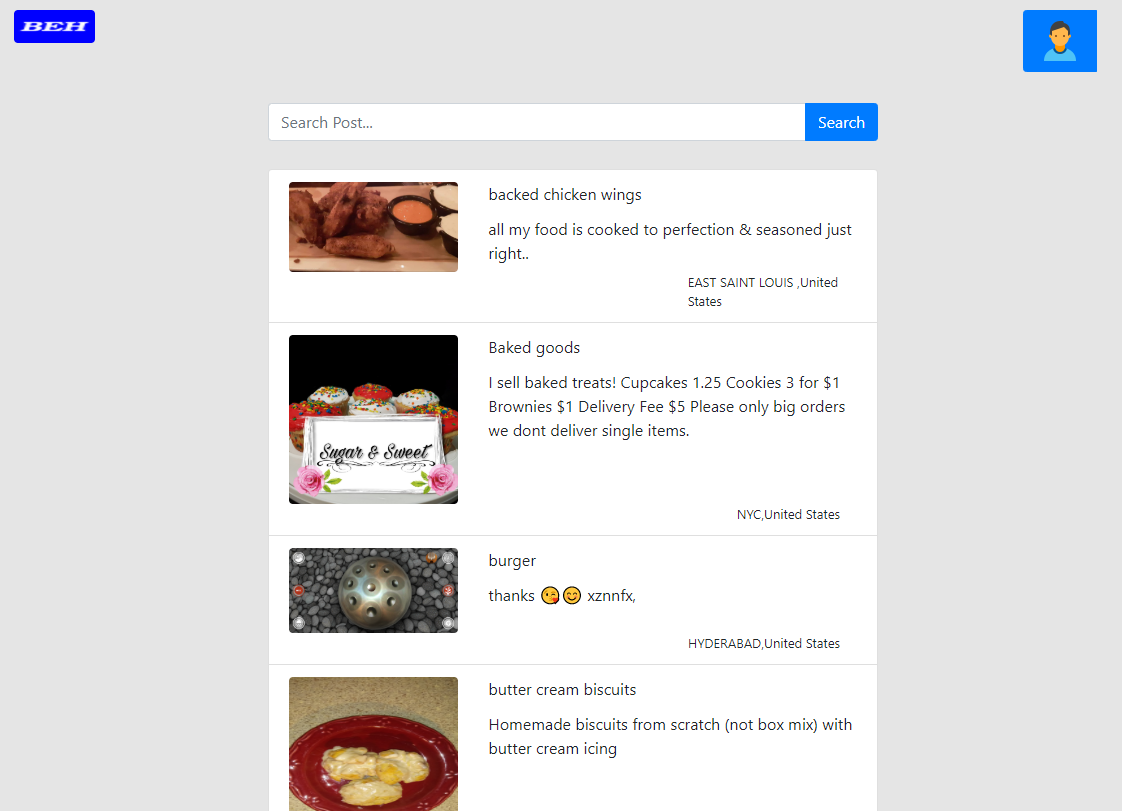 BEH
Search Post...
Search
backed chicken wings
all my food is cooked to perfection & seasoned just
right..
EAST SAINT LOUIS ,United
States
Baked goods
I sell baked treats! Cupcakes 1.25 Cookies 3 for $1
Brownies $1 Delivery Fee $5 Please only big orders
we dont deliver single items.
Sugar & Sweet
NYC,United States
burger
thanks 😘😊 xznnfx,
HYDERABAD,United States
butter cream biscuits
Homemade biscuits from scratch (not box mix) with
butter cream icing